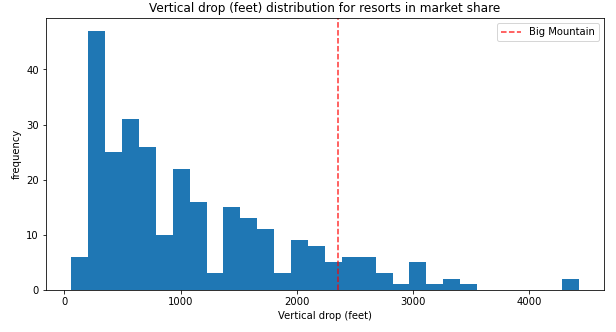 Vertical drop (feet) distribution for resorts in market share
Big Mountain
frequency
40
30
20
10
0
0 1000 2000 3000 4000
Vertical drop (feet)